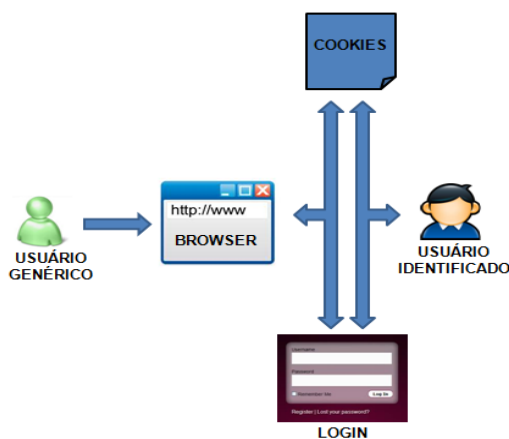 COOKIES
http://www
BROWSER
USUÁRIO
GENÉRICO
USUÁRIO
IDENTIFICADO
Username
Password
Remember Me
Log In
Register | Lost your password?
LOGIN